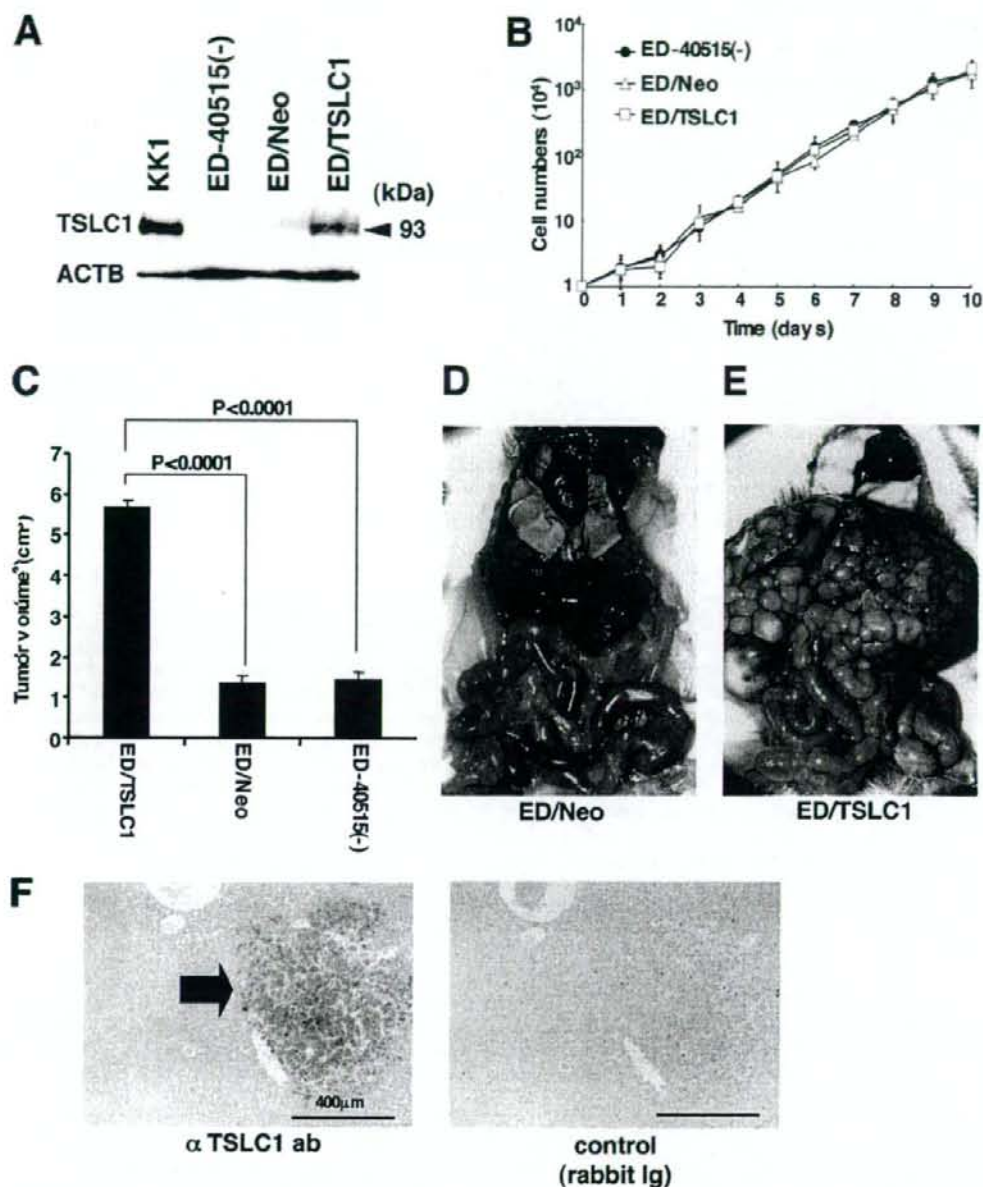 A
KK1
ED-40515(-)
ED/Neo
ED/TSLC1
(kDa)
TSLC1
93
ACTB
B
ED-40515(-)
ED/Neo
ED/TSLC1
Cell numbers (10⁴)
10⁴
10³
10²
10
1
0 1 2 3 4 5 6 7 8 9 10
Time (days)
C
P<0.0001
P<0.0001
Tumor volume (cm³)
7
6
5
4
3
2
1
0
ED/TSLC1
ED/Neo
ED-40515(-)
D
ED/Neo
E
ED/TSLC1
F
400μm
α TSLC1 ab
control
(rabbit Ig)